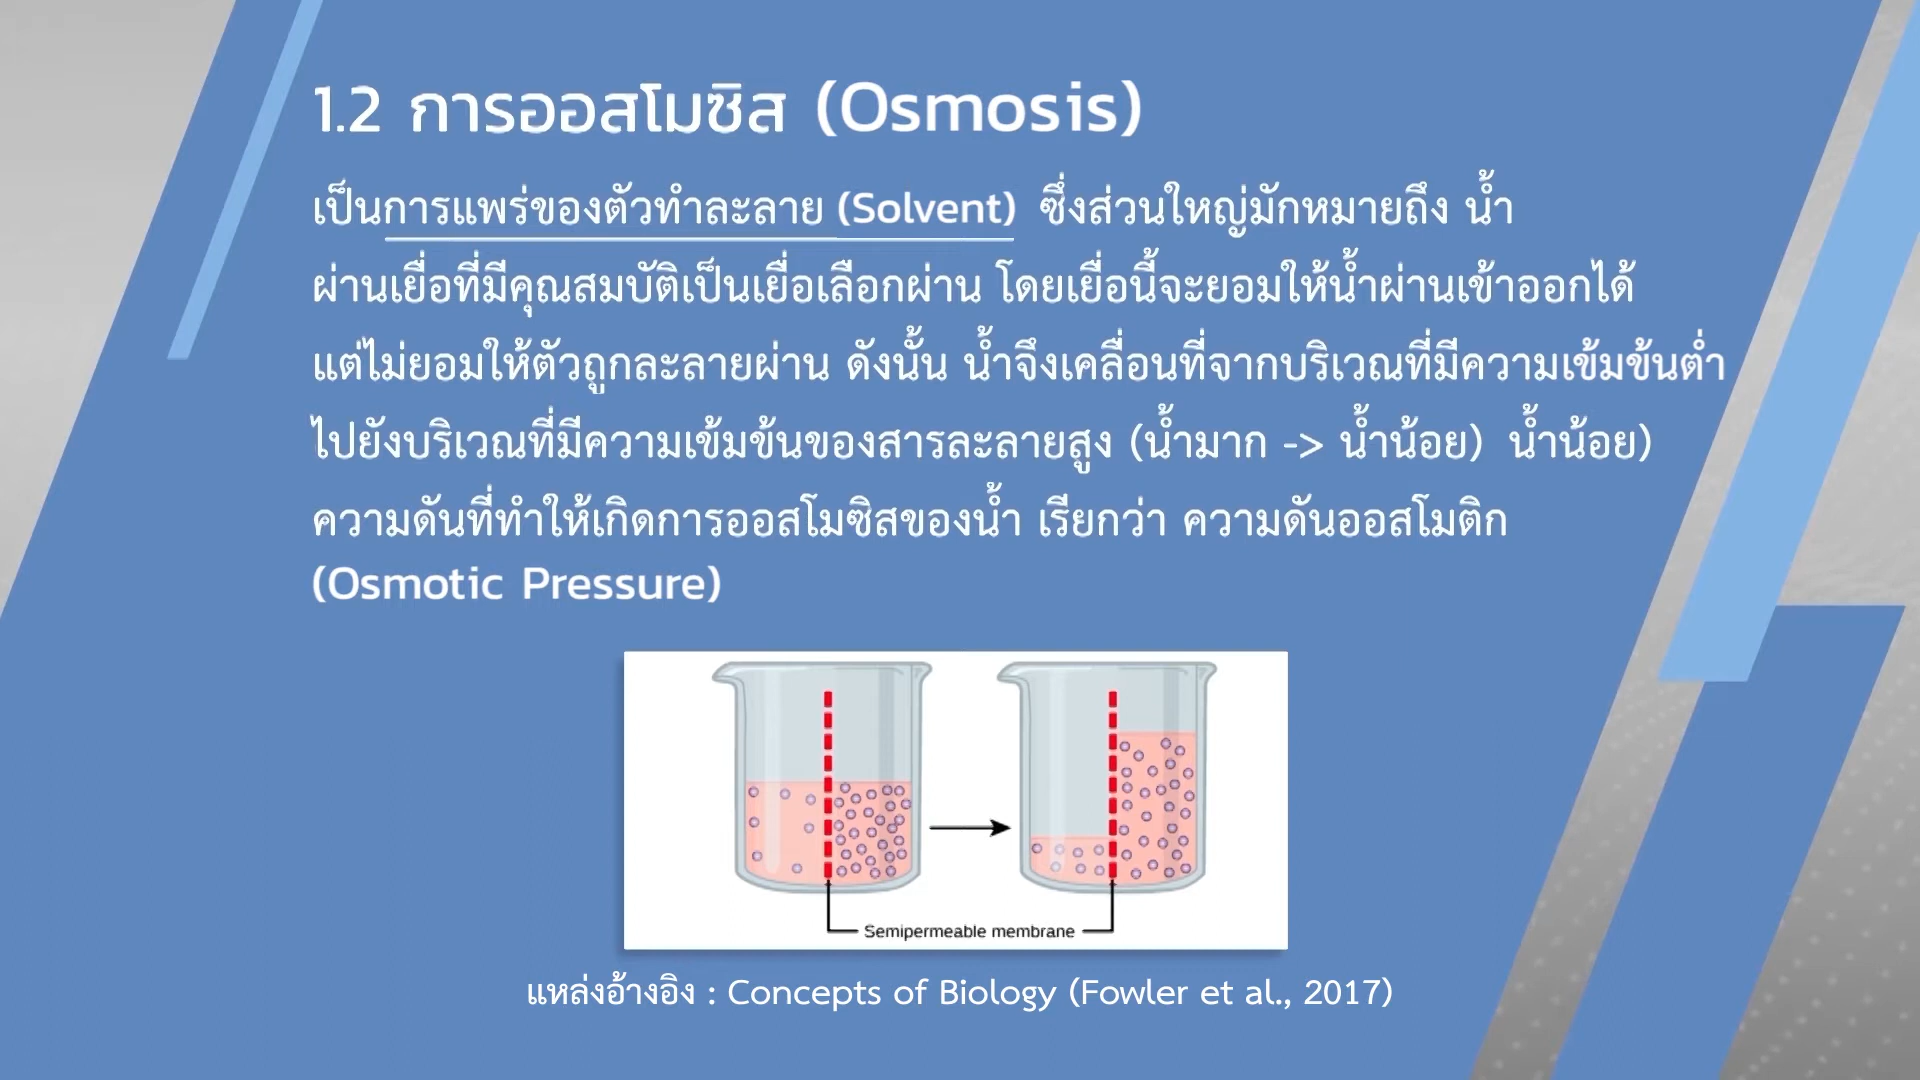 1.2 การออสโมซิส (Osmosis)
เป็นการแพร่ของตัวทำละลาย (Solvent) ซึ่งส่วนใหญ่มักหมายถึง น้ำ
ผ่านเยื่อที่มีคุณสมบัติเป็นเยื่อเลือกผ่าน โดยเยื่อนี้จะยอมให้น้ำผ่านเข้าออกได้
แต่ไม่ยอมให้ตัวถูกละลายผ่าน ดังนั้น น้ำจึงเคลื่อนที่จากบริเวณที่มีความเข้มข้นต่ำ
ไปยังบริเวณที่มีความเข้มข้นของสารละลายสูง (น้ำมาก -> น้ำน้อย) น้ำน้อย)
ความดันที่ทำให้เกิดการออสโมซิสของน้ำ เรียกว่า ความดันออสโมติก
(Osmotic Pressure)
Semipermeable membrane
แหล่งอ้างอิง : Concepts of Biology (Fowler et al., 2017)